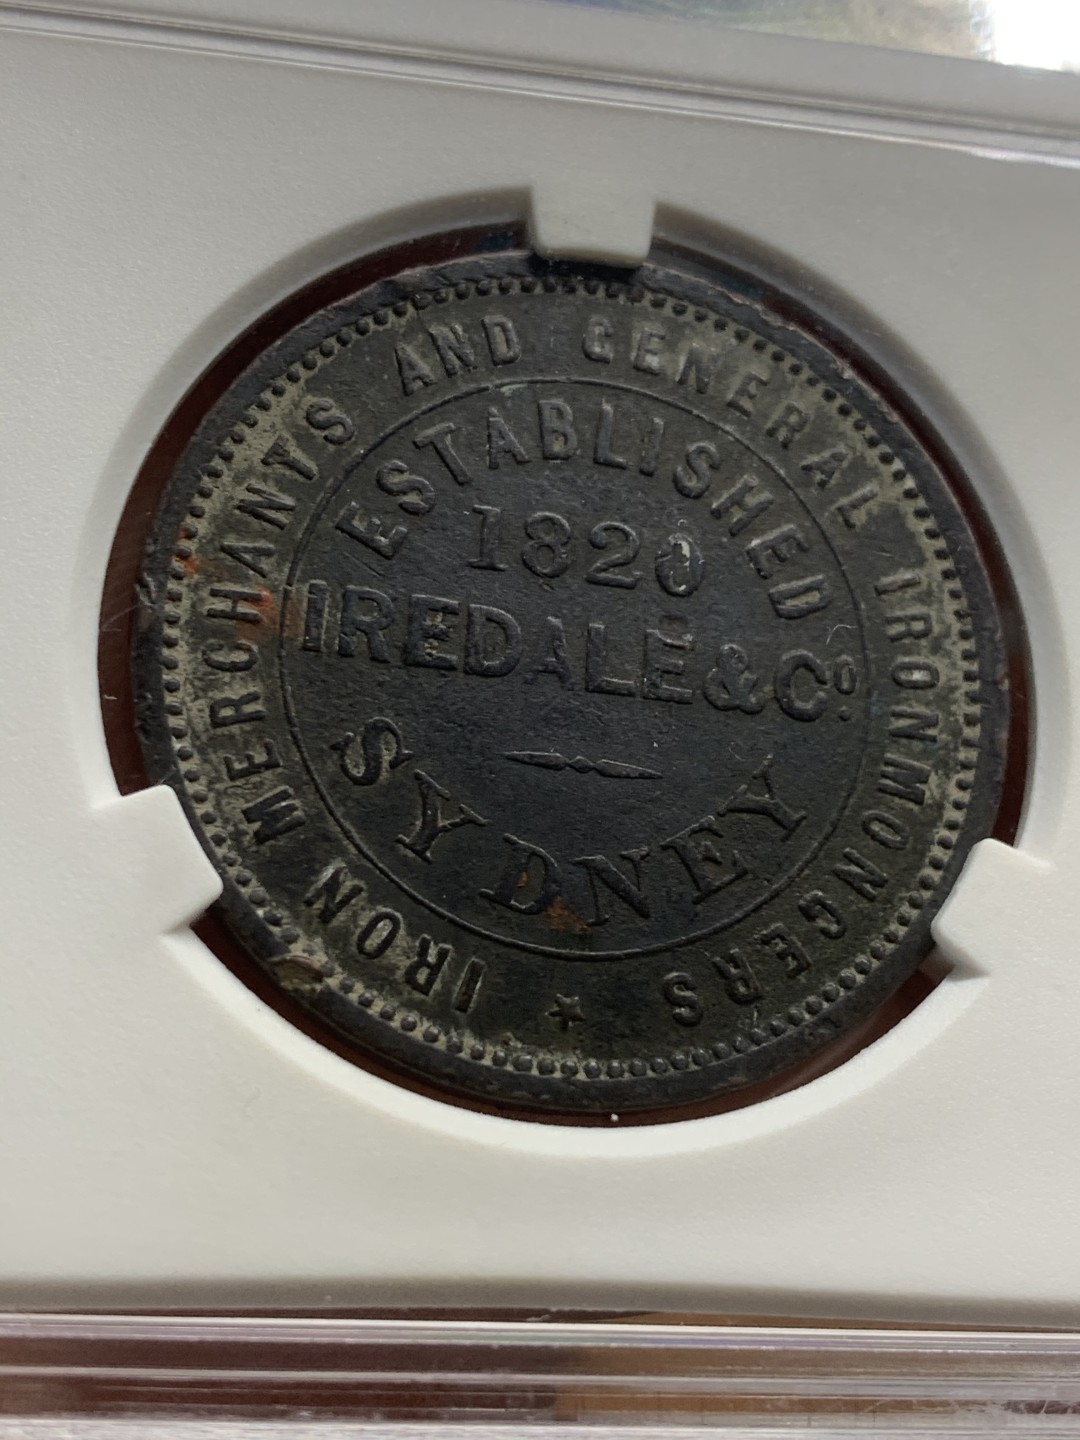 IRON MERCHANTS AND GENERAL IRONMONGERS
ESTABLISHED
1820
IREDALE & Co.
SYDNEY